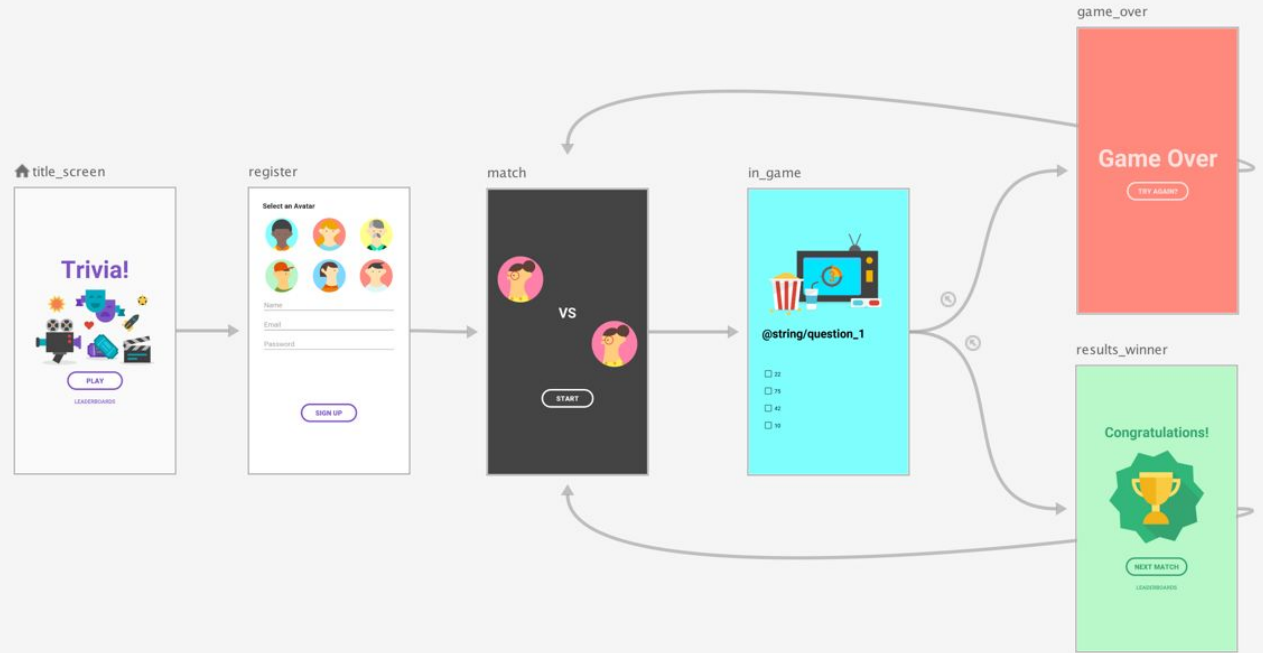 game_over
Game Over
TRY AGAIN?
title_screen
Trivia!
PLAY
LEADERBOARDS
register
Select an Avatar
Name
Email
Password
SIGN UP
match
VS
START
in_game
@string/question_1
22
73
42
10
results_winner
Congratulations!
NEXT MATCH
LEADERBOARDS